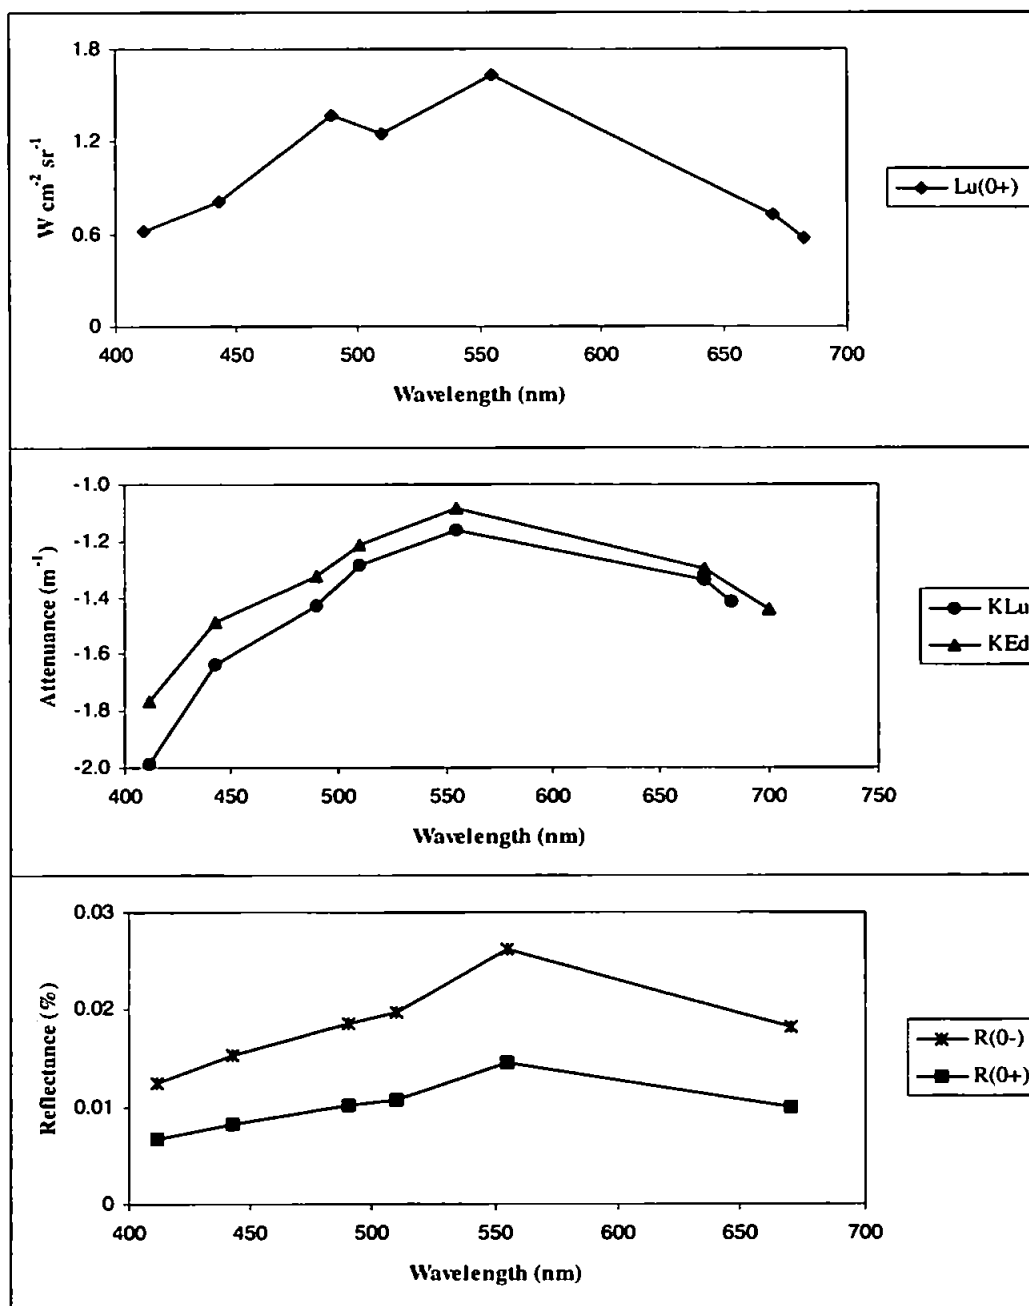 1.8
1.2
0.6
0
W cm-2 sr-1
400 450 500 550 600 650 700
Wavelength (nm)
Lu(0+)
-1.0
-1.2
-1.4
-1.6
-1.8
-2.0
Attenuance (m-1)
400 450 500 550 600 650 700 750
Wavelength (nm)
KLu
KEd
0.03
0.02
0.01
0
Reflectance (%)
400 450 500 550 600 650 700
Wavelength (nm)
R(0-)
R(0+)